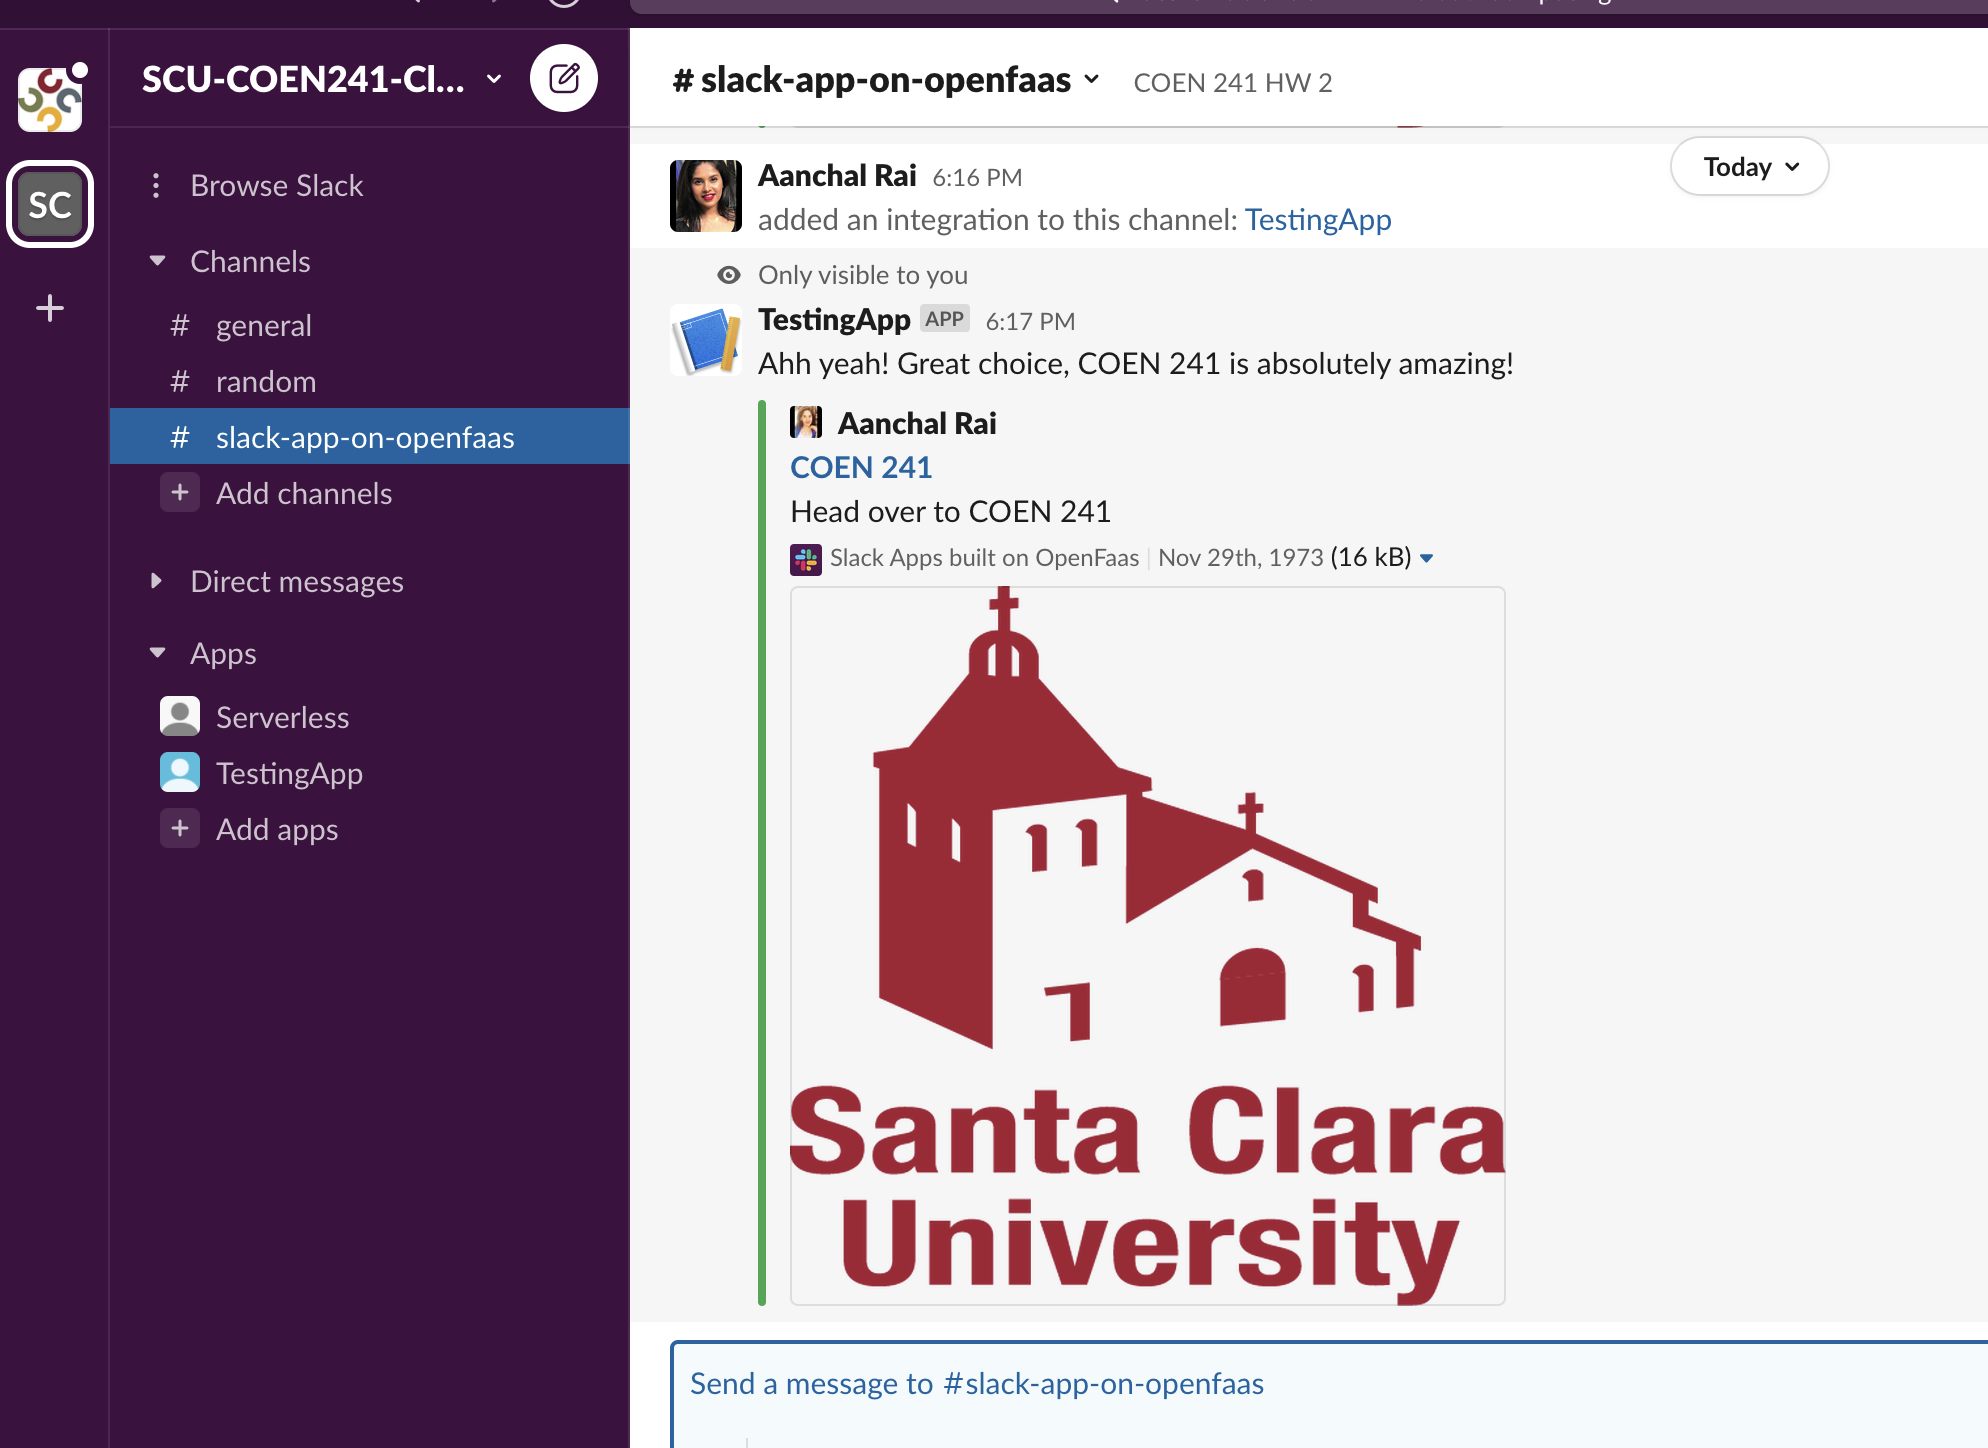 SCU-COEN241-Cl...
SC
Browse Slack
Channels
# general
# random
# slack-app-on-openfaas
+ Add channels
Direct messages
Apps
Serverless
TestingApp
+ Add apps
# slack-app-on-openfaas COEN 241 HW 2
Today
Aanchal Rai 6:16 PM
added an integration to this channel: TestingApp
Only visible to you
TestingApp APP 6:17 PM
Ahh yeah! Great choice, COEN 241 is absolutely amazing!
Aanchal Rai
COEN 241
Head over to COEN 241
Slack Apps built on OpenFaas | Nov 29th, 1973 (16 kB)
Santa Clara
University
Send a message to #slack-app-on-openfaas